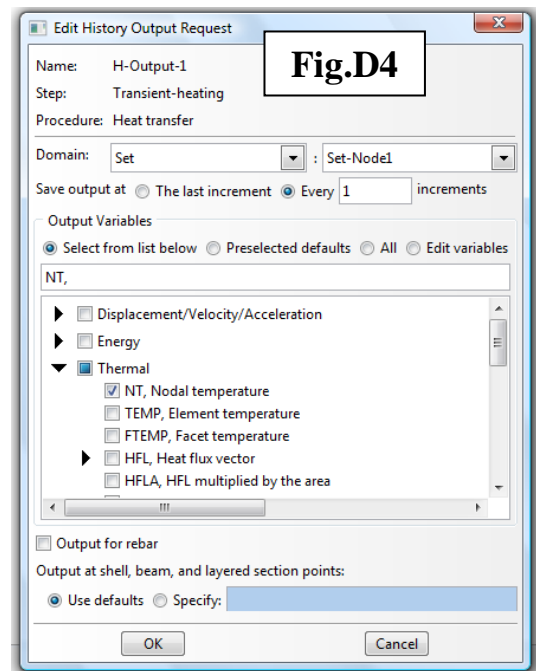 Edit History Output Request
Fig.D4
Name: H-Output-1
Step: Transient-heating
Procedure: Heat transfer
Domain: Set : Set-Node1
Save output at The last increment Every 1 increments
Output Variables
Select from list below Preselected defaults All Edit variables
NT,
Displacement/Velocity/Acceleration
Energy
Thermal
NT, Nodal temperature
TEMP, Element temperature
FTEMP, Facet temperature
HFL, Heat flux vector
HFLA, HFL multiplied by the area
Output for rebar
Output at shell, beam, and layered section points:
Use defaults Specify:
OK Cancel